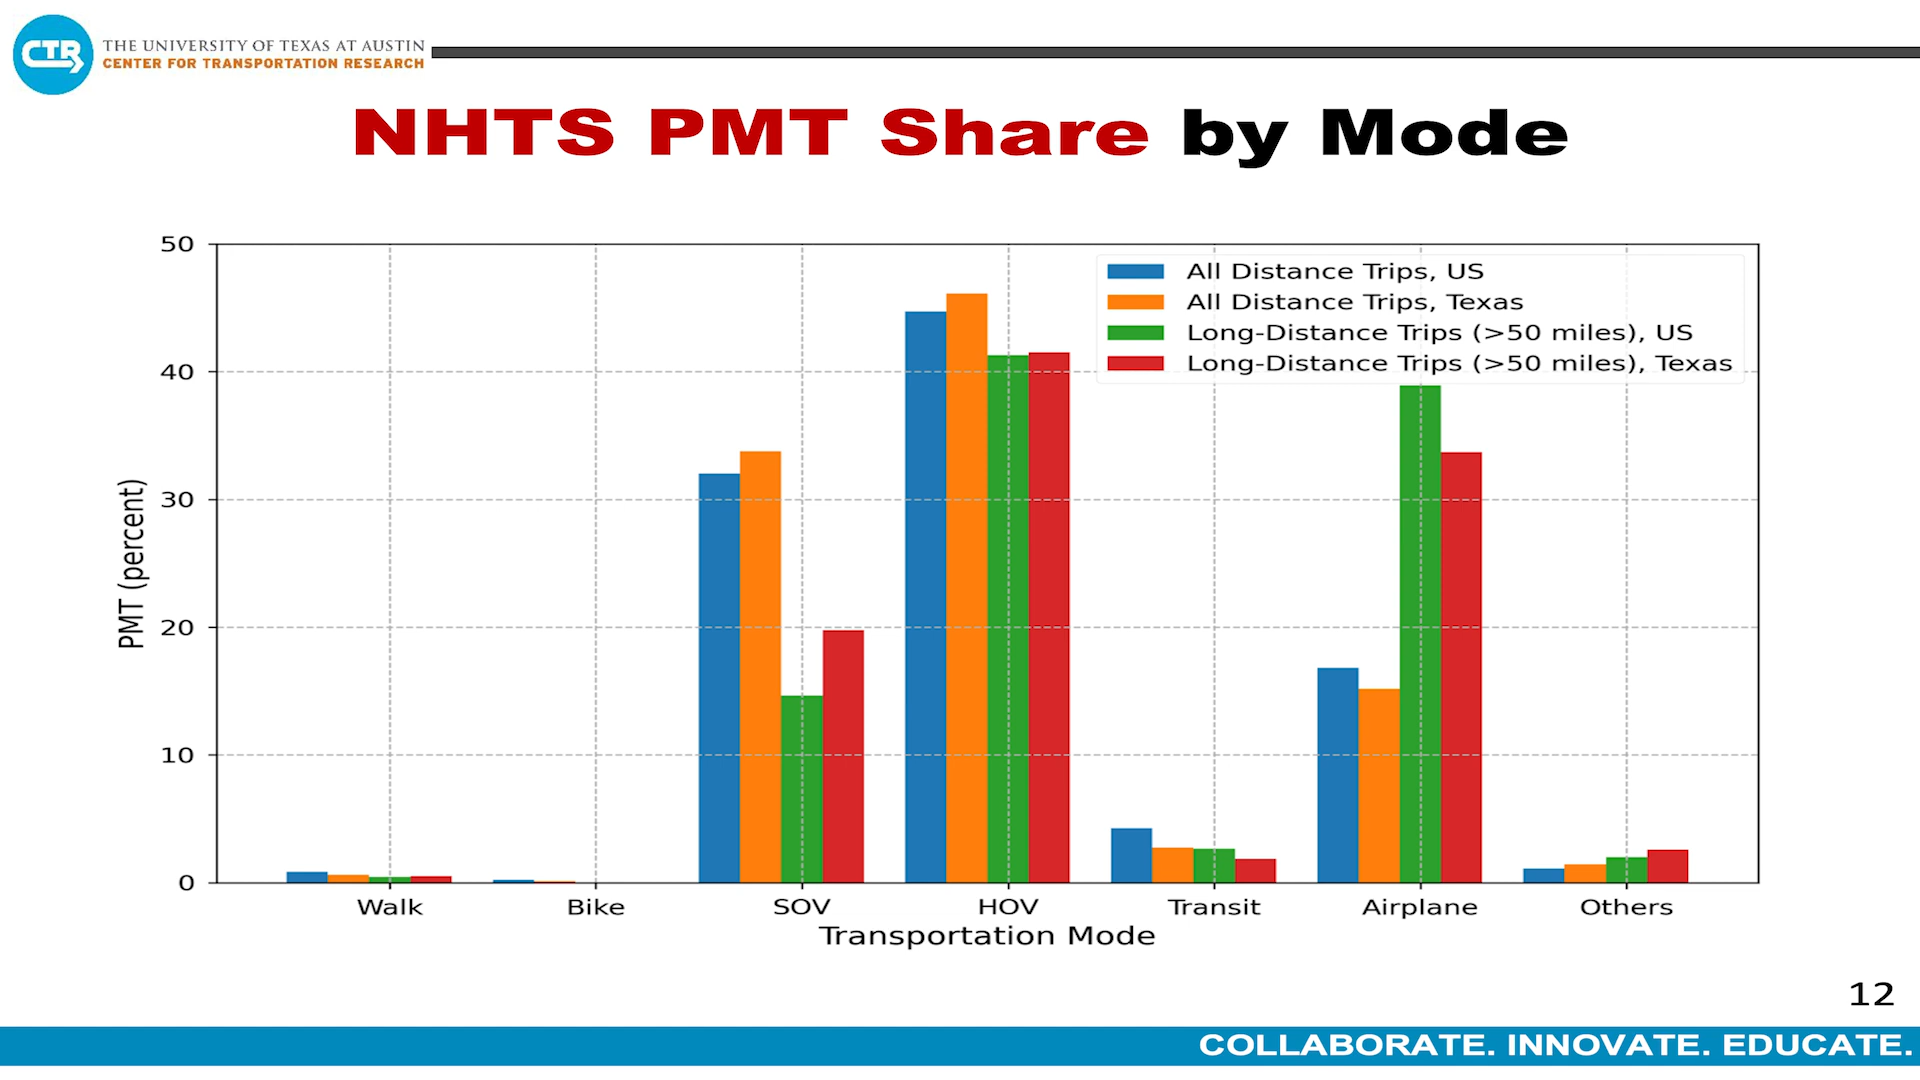 CTR
THE UNIVERSITY OF TEXAS AT AUSTIN
CENTER FOR TRANSPORTATION RESEARCH
NHTS PMT Share by Mode
All Distance Trips, US
All Distance Trips, Texas
Long-Distance Trips (>50 miles), US
Long-Distance Trips (>50 miles), Texas
PMT (percent)
50
40
30
20
10
0
Walk Bike SOV HOV Transit Airplane Others
Transportation Mode
12
COLLABORATE. INNOVATE. EDUCATE.